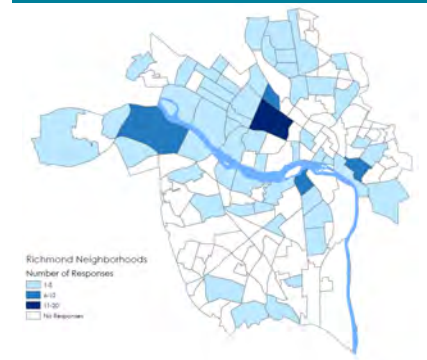 Richmond Neighborhoods
Number of Responses
1-5
6-10
11-20
No Responses